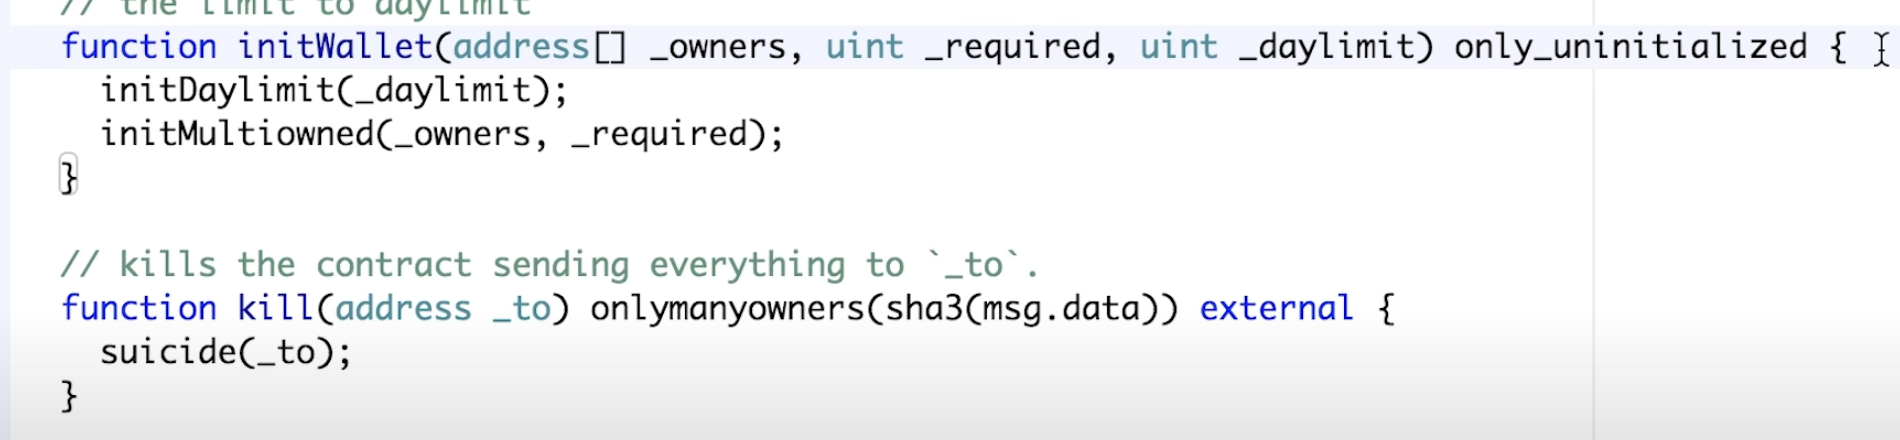 // the limit to daylimit
function initWallet(address[] _owners, uint _required, uint _daylimit) only_uninitialized {
initDaylimit(_daylimit);
initMultiowned(_owners, _required);
}
// kills the contract sending everything to `_to`.
function kill(address _to) onlymanyowners(sha3(msg.data)) external {
suicide(_to);
}